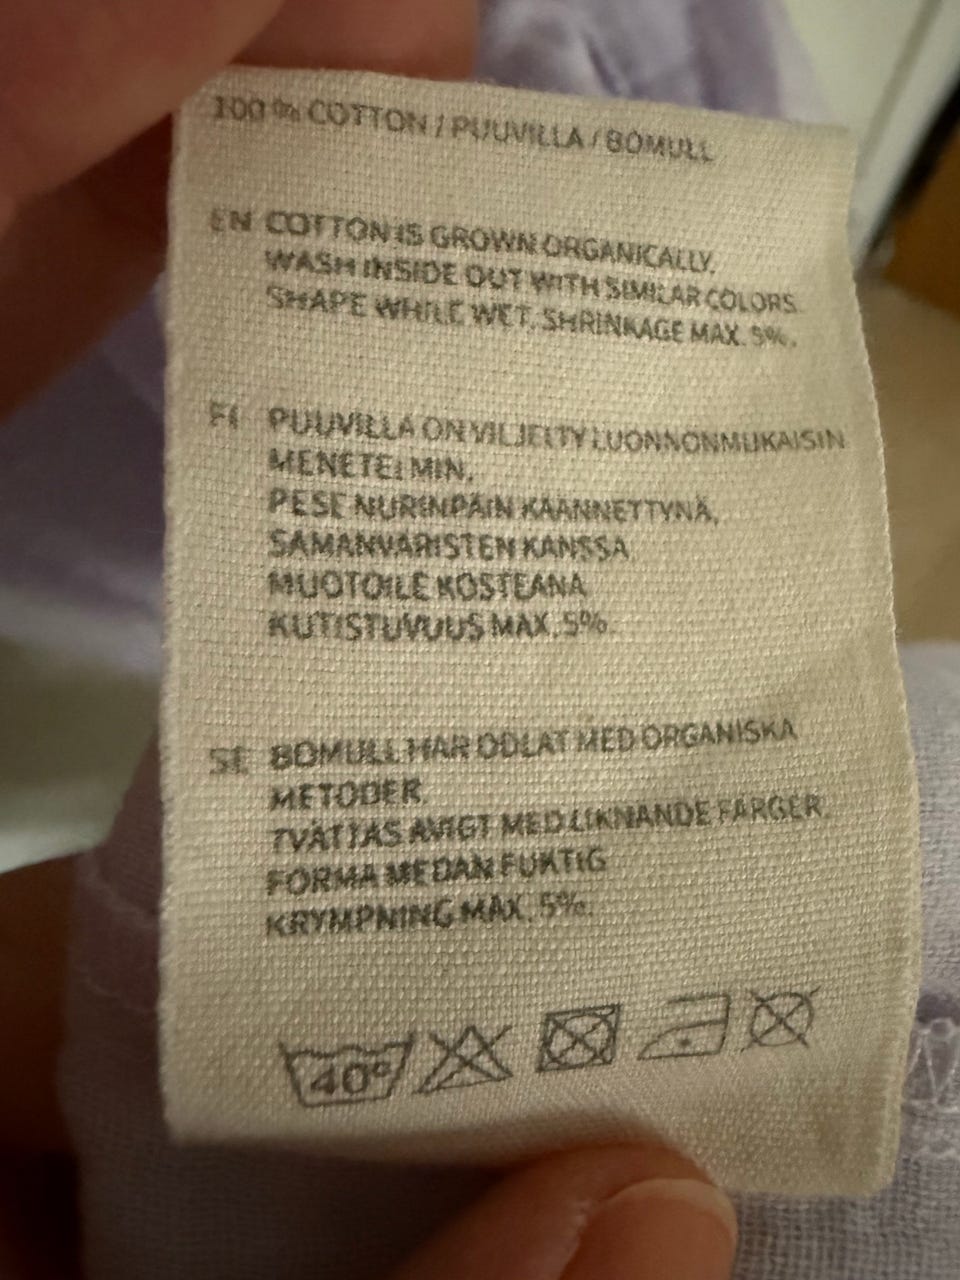 100 % COTTON / PUUVILLA / BOMULL
EN COTTON IS GROWN ORGANICALLY.
WASH INSIDE OUT WITH SIMILAR COLORS.
SHAPE WHILE WET. SHRINKAGE MAX. 5%.
FI PUUVILLA ON VILJELTY LUONNONMUKAISIN
MENETELMIN.
PESE NURINPÄIN KÄÄNNETTYNÄ,
SAMANVÄRISTEN KANSSA.
MUOTOILE KOSTEANA.
KUTISTUVUUS MAX. 5%.
SE BOMULL HAR ODLAT MED ORGANISKA
METODER.
TVÄTTAS AVIGT MED LIKNANDE FÄRGER.
FORMA MEDAN FUKTIG
KRYMPNING MAX. 5%.
40°